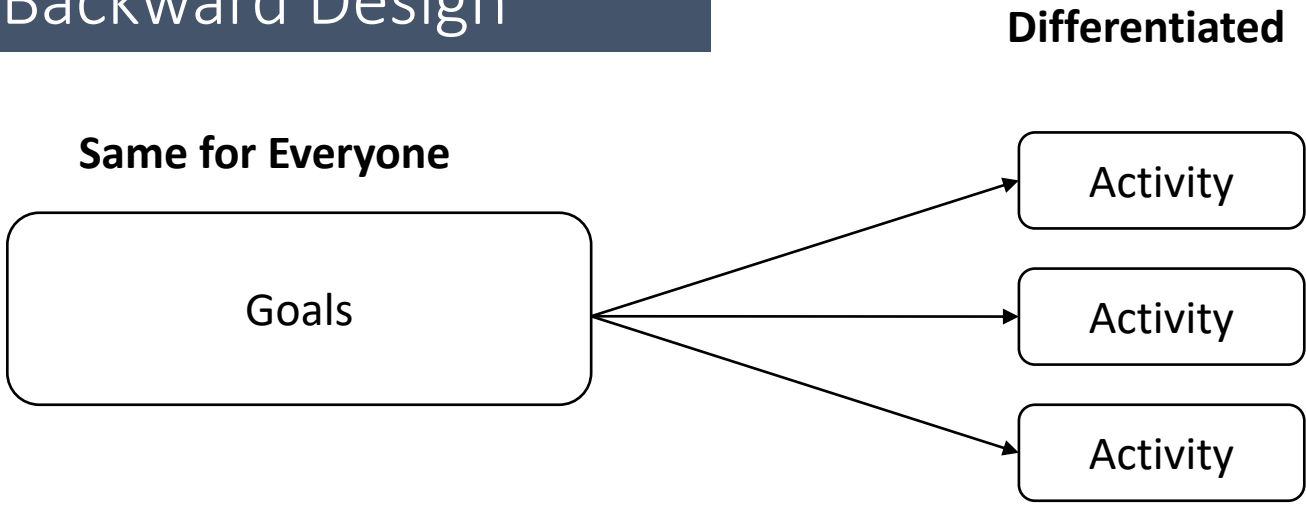 Backward Design
Differentiated
Same for Everyone
Goals
Activity
Activity
Activity